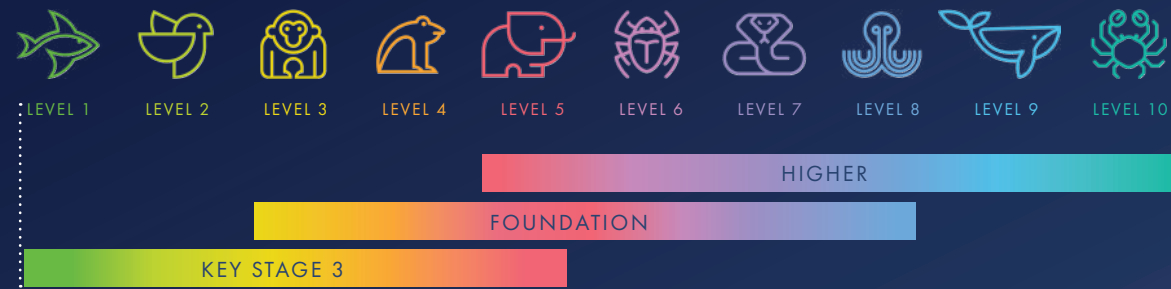 LEVEL 1 LEVEL 2 LEVEL 3 LEVEL 4 LEVEL 5 LEVEL 6 LEVEL 7 LEVEL 8 LEVEL 9 LEVEL 10
HIGHER
FOUNDATION
KEY STAGE 3